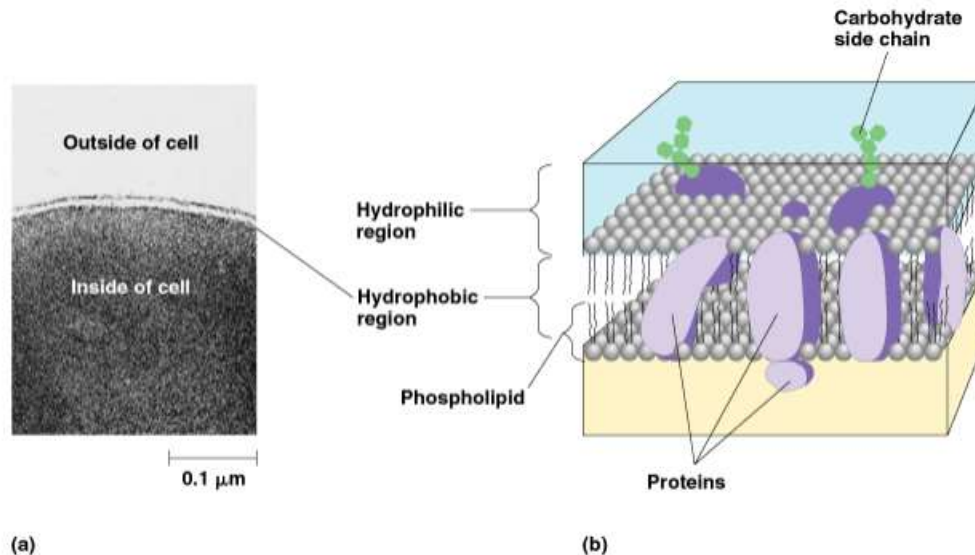 Carbohydrate
side chain
Outside of cell
Hydrophilic
region
Inside of cell
Hydrophobic
region
Phospholipid
0.1 μm
Proteins
(a)
(b)